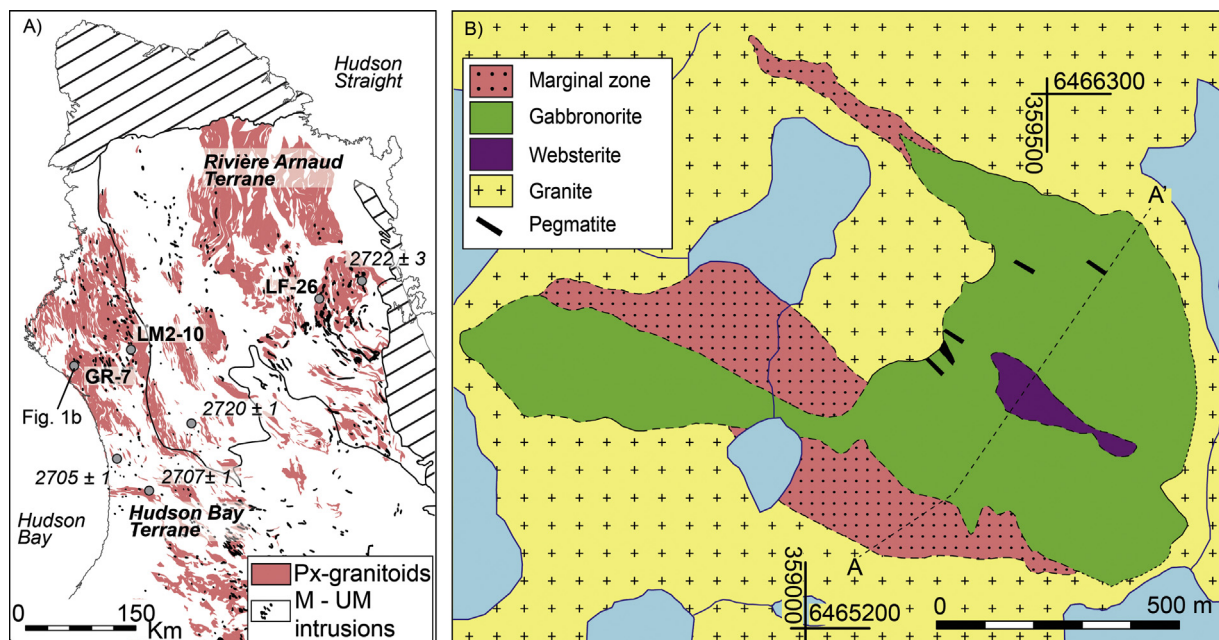 A)
Hudson
Straight
Rivière Arnaud
Terrane
2722 ± 3
LF-26
LM2-10
GR-7
Fig. 1b
2720 ± 1
2705 ± 1
2707± 1
Hudson Bay
Terrane
Hudson
Bay
0 150
Km
Px-granitoids
M - UM
intrusions
B)
Marginal zone
Gabbronorite
Websterite
Granite
Pegmatite
359500
6466300
A'
A
359000
6465200
0 500 m